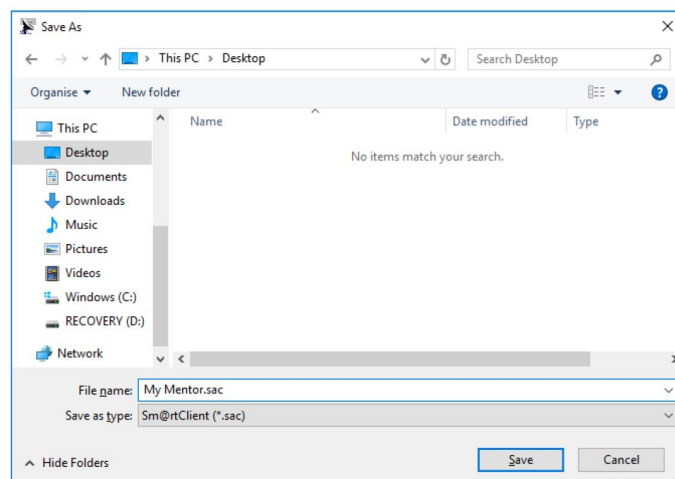 Save As
This PC > Desktop
Search Desktop
Organise
New folder
Name
Date modified
Type
This PC
No items match your search.
Desktop
Documents
Downloads
Music
Pictures
Videos
Windows (C:)
RECOVERY (D:)
Network
File name: My Mentor.sac
Save as type: Sm@rtClient (*.sac)
Hide Folders
Save
Cancel